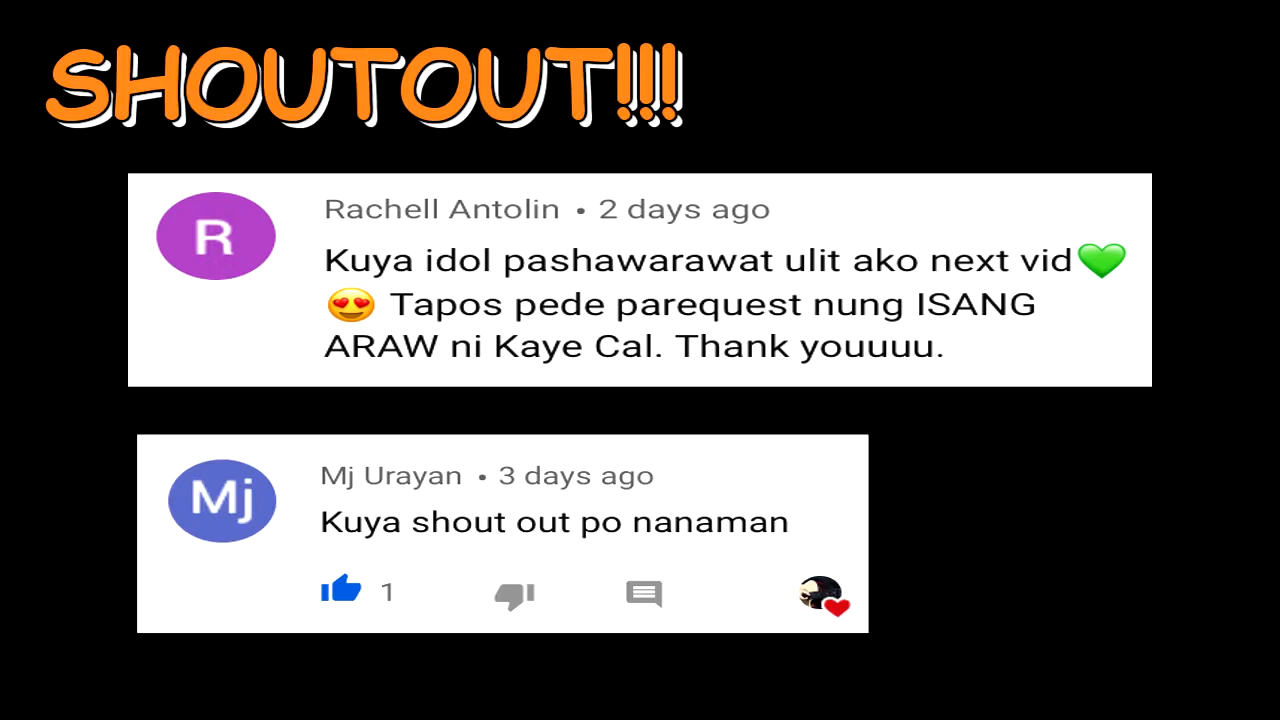 SHOUTOUT!!!
R
Rachell Antolin • 2 days ago
Kuya idol pashawarawat ulit ako next vid💚
😍 Tapos pede parequest nung ISANG
ARAW ni Kaye Cal. Thank youuuu.
Mj
Mj Urayan • 3 days ago
Kuya shout out po nanaman
1